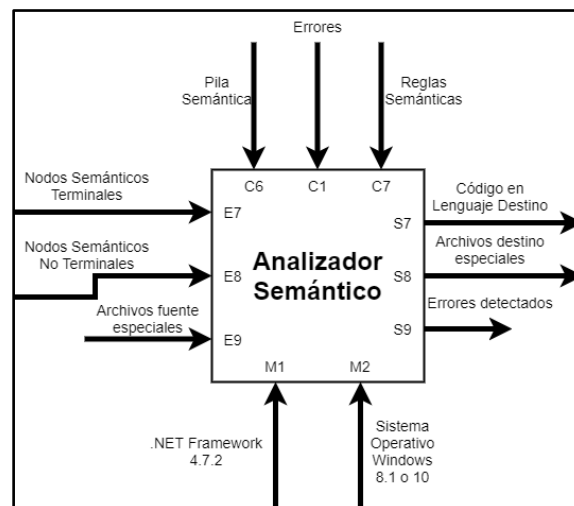 Errores
Pila
Semántica
Reglas
Semánticas
C6
C1
C7
Nodos Semánticos
Terminales
E7
Código en
Lenguaje Destino
S7
Nodos Semánticos
No Terminales
E8
Analizador
Semántico
Archivos destino
especiales
S8
Archivos fuente
especiales
E9
Errores detectados
S9
M1
M2
.NET Framework
4.7.2
Sistema
Operativo
Windows
8.1 o 10